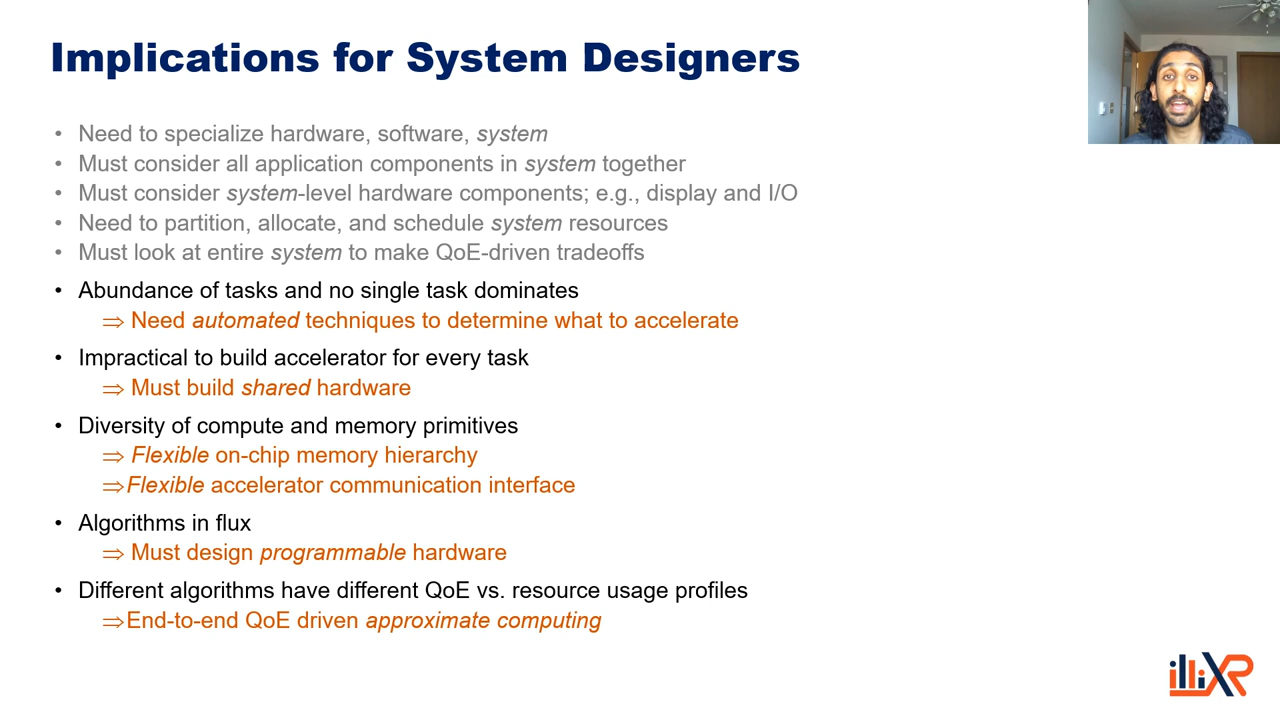 Implications for System Designers
• Need to specialize hardware, software, system
• Must consider all application components in system together
• Must consider system-level hardware components; e.g., display and I/O
• Need to partition, allocate, and schedule system resources
• Must look at entire system to make QoE-driven tradeoffs
• Abundance of tasks and no single task dominates
⇒ Need automated techniques to determine what to accelerate
• Impractical to build accelerator for every task
⇒ Must build shared hardware
• Diversity of compute and memory primitives
⇒ Flexible on-chip memory hierarchy
⇒Flexible accelerator communication interface
• Algorithms in flux
⇒ Must design programmable hardware
• Different algorithms have different QoE vs. resource usage profiles
⇒End-to-end QoE driven approximate computing
illiXR